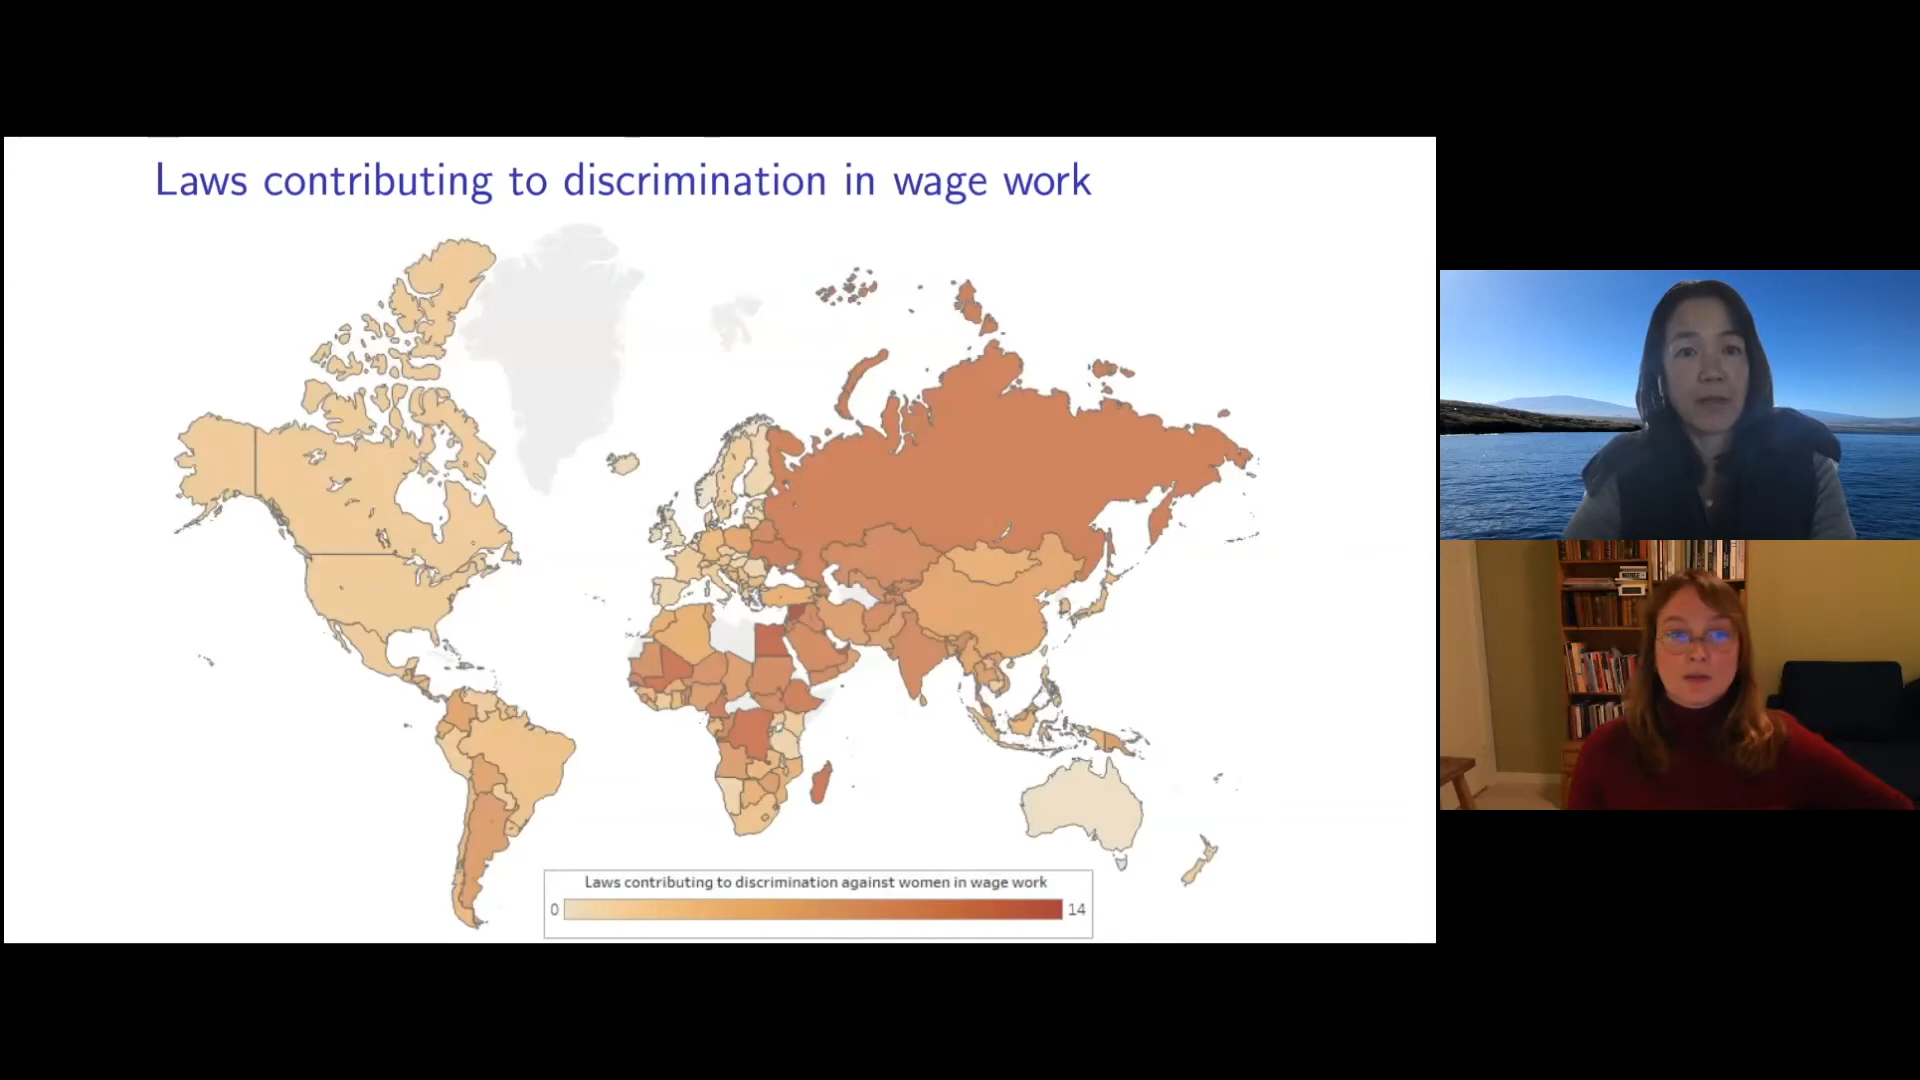 Laws contributing to discrimination in wage work
Laws contributing to discrimination against women in wage work
0
14